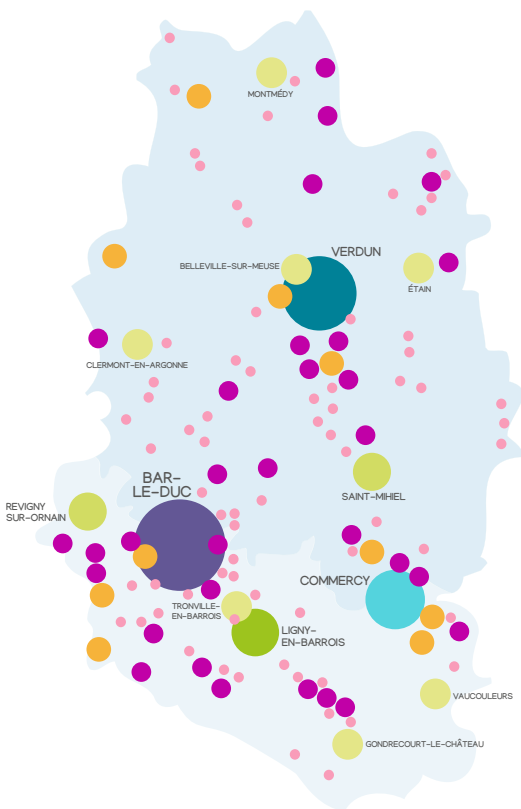 MONTMÉDY
VERDUN
BELLEVILLE-SUR-MEUSE
ÉTAIN
CLERMONT-EN-ARGONNE
BAR-
LE-DUC
SAINT-MIHIEL
REVIGNY
SUR-ORNAIN
COMMERCY
TRONVILLE-
EN-BARROIS
LIGNY-
EN-BARROIS
VAUCOULEURS
GONDRECOURT-LE-CHÂTEAU